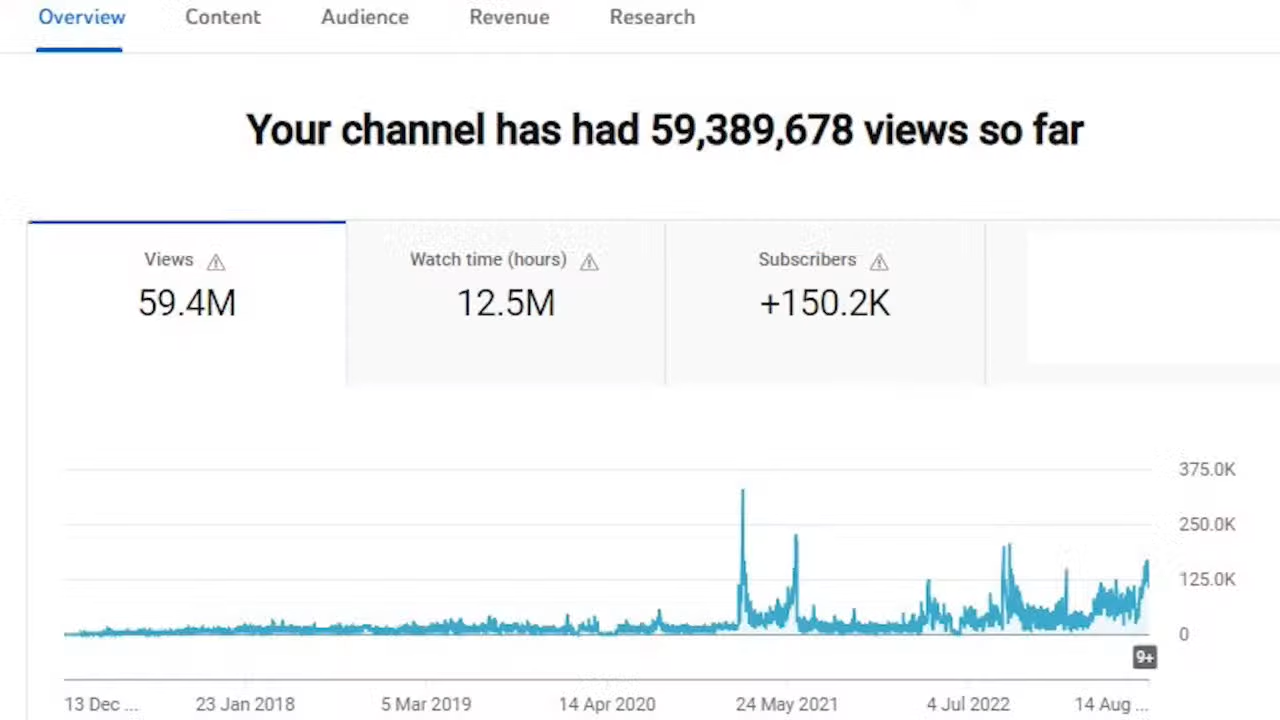 Overview Content Audience Revenue Research
Your channel has had 59,389,678 views so far
Views Watch time (hours) Subscribers
59.4M 12.5M +150.2K
375.0K
250.0K
125.0K
0
9+
13 Dec ... 23 Jan 2018 5 Mar 2019 14 Apr 2020 24 May 2021 4 Jul 2022 14 Aug ...